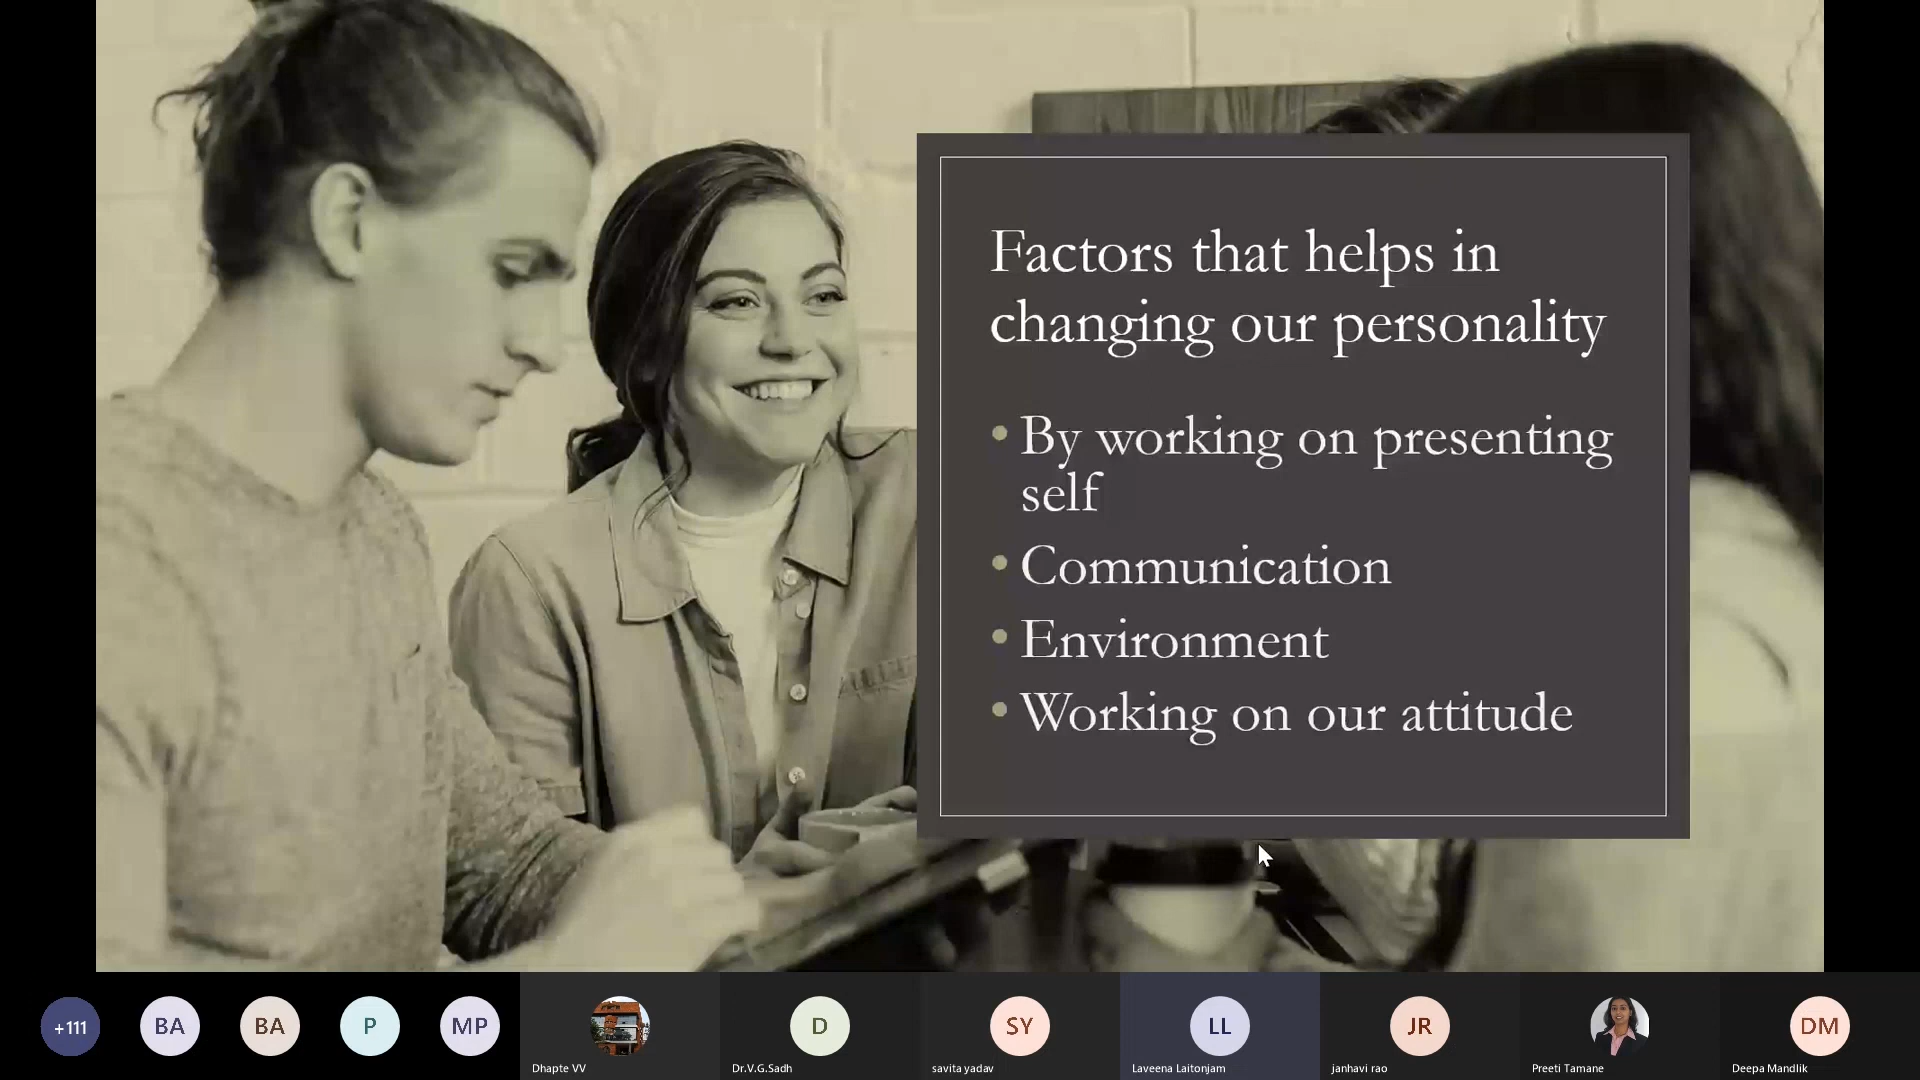 Factors that helps in
changing our personality
• By working on presenting
self
• Communication
• Environment
• Working on our attitude
+111
BA
BA
P
MP
Dhapte VV
D
Dr.V.G.Sadh
SY
savita yadav
LL
Laveena Laitonjam
JR
janhavi rao
Preeti Tamane
DM
Deepa Mandlik